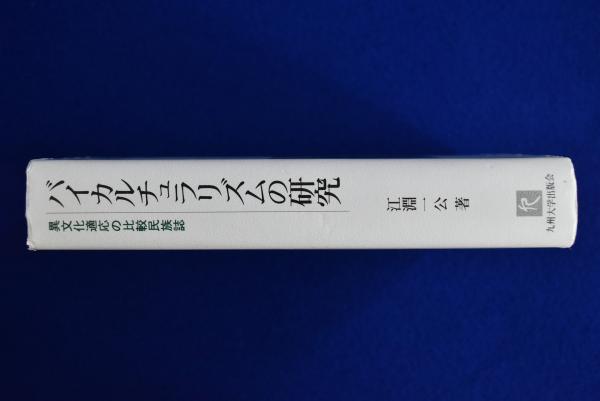 バイカルチュラリズムの研究
異文化適応の比較民族誌
江淵一公著
九州大学出版会